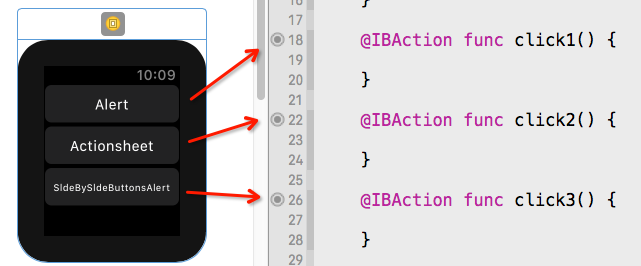 10:09
Alert
Actionsheet
SIdeBySIdeButtonsAlert
}
17
18 @IBAction func click1() {
19
20 }
21
22 @IBAction func click2() {
23
24 }
25
26 @IBAction func click3() {
27
28 }
29